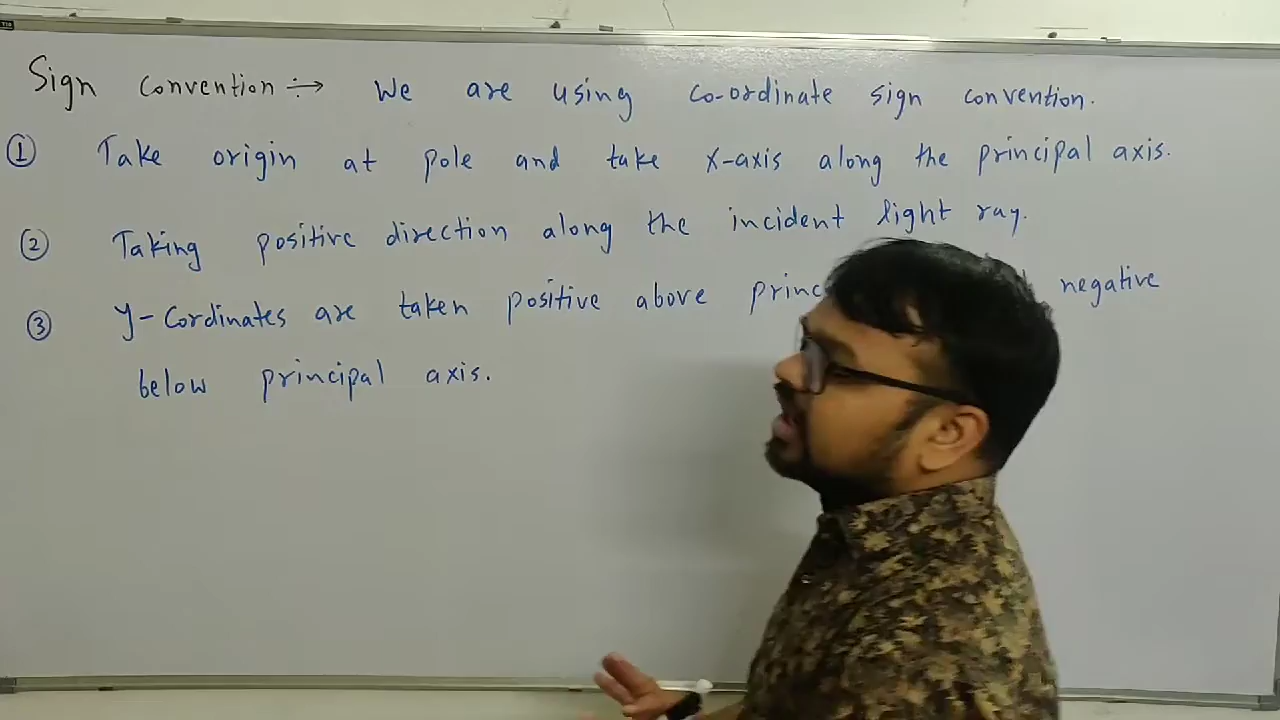 Sign convention ÷→ We are using co-ordinate sign convention.
① Take origin at pole and take x-axis along the principal axis.
② Taking positive direction along the incident light ray.
③ y-Cordinates are taken positive above negative
below principal axis.